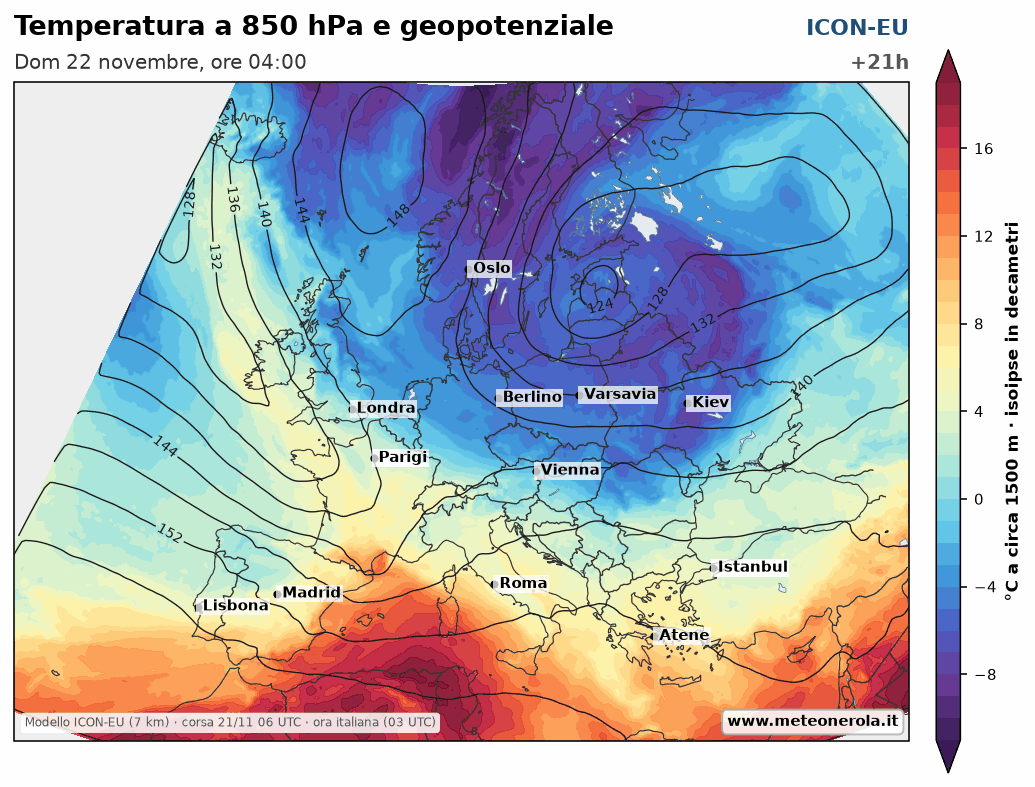 Temperatura a 850 hPa e geopotenziale
ICON-EU
Dom 22 novembre, ore 04:00
+21h
148
144
140
136
132
128
Oslo
124
128
132
140
Berlino
Varsavia
Kiev
Londra
Parigi
Vienna
144
152
Istanbul
Roma
Madrid
Lisbona
Atene
Modello ICON-EU (7 km) · corsa 21/11 06 UTC · ora italiana (03 UTC)
www.meteonerola.it
16
12
8
4
0
−4
−8
°C a circa 1500 m · Isoipse in decametri